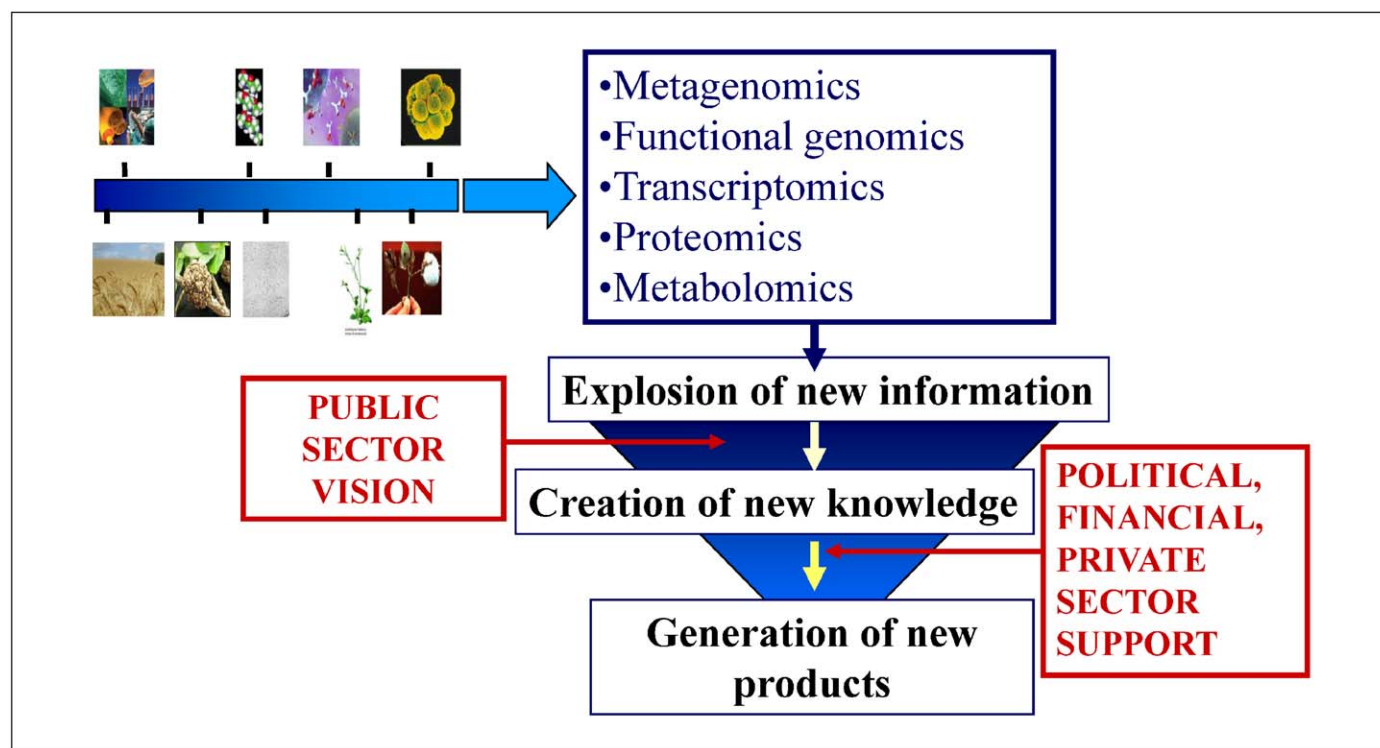 •Metagenomics
•Functional genomics
•Transcriptomics
•Proteomics
•Metabolomics
Explosion of new information
PUBLIC
SECTOR
VISION
Creation of new knowledge
POLITICAL,
FINANCIAL,
PRIVATE
SECTOR
SUPPORT
Generation of new
products